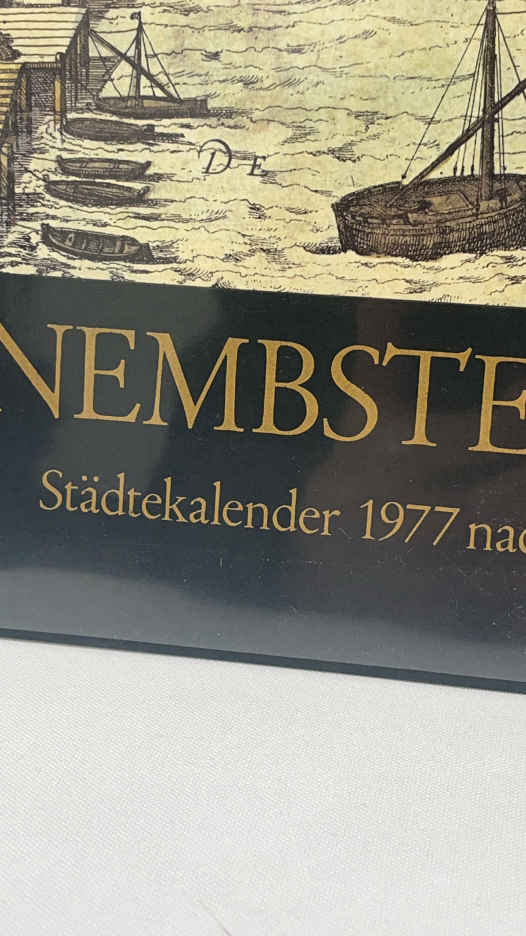 DE
NEMBSTE
Städtekalender 1977 nac